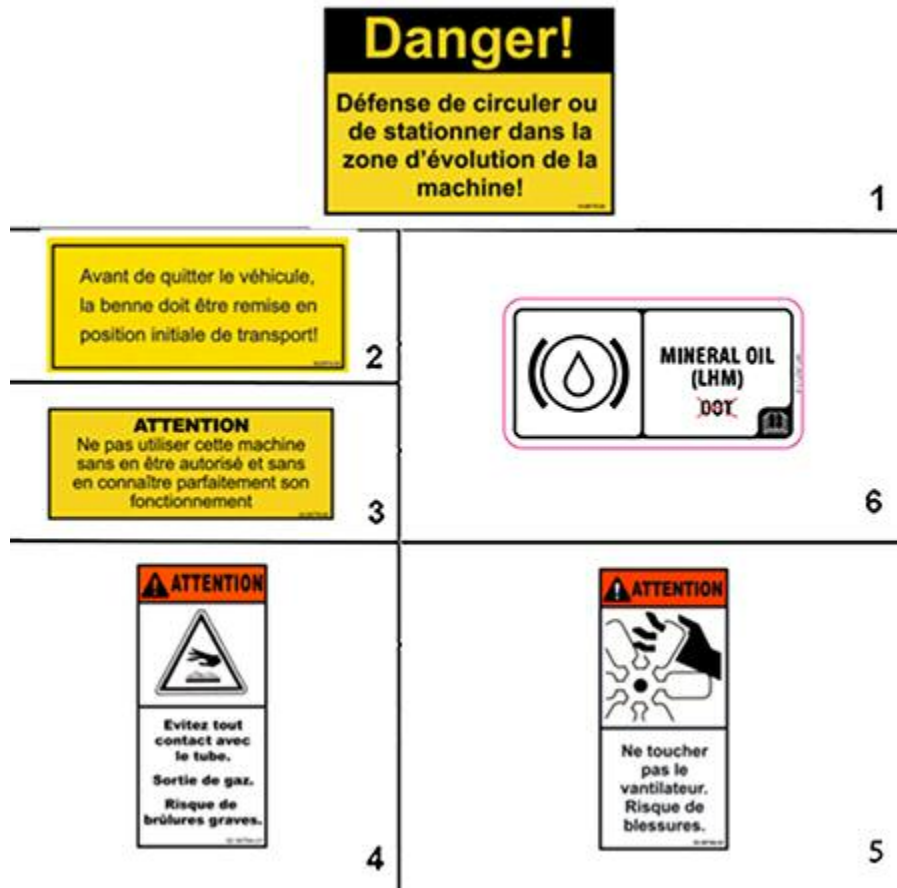 Danger!
Défense de circuler ou
de stationner dans la
zone d'évolution de la
machine!
1
Avant de quitter le véhicule,
la benne doit être remise en
position initiale de transport!
2
ATTENTION
Ne pas utiliser cette machine
sans en être autorisé et sans
en connaître parfaitement son
fonctionnement
3
MINERAL OIL
(LHM)
DOT
6
ATTENTION
Evitez tout
contact avec
le tube.
Sortie de gaz.
Risque de
brûlures graves.
4
ATTENTION
Ne toucher
pas le
vantilateur.
Risque de
blessures.
5